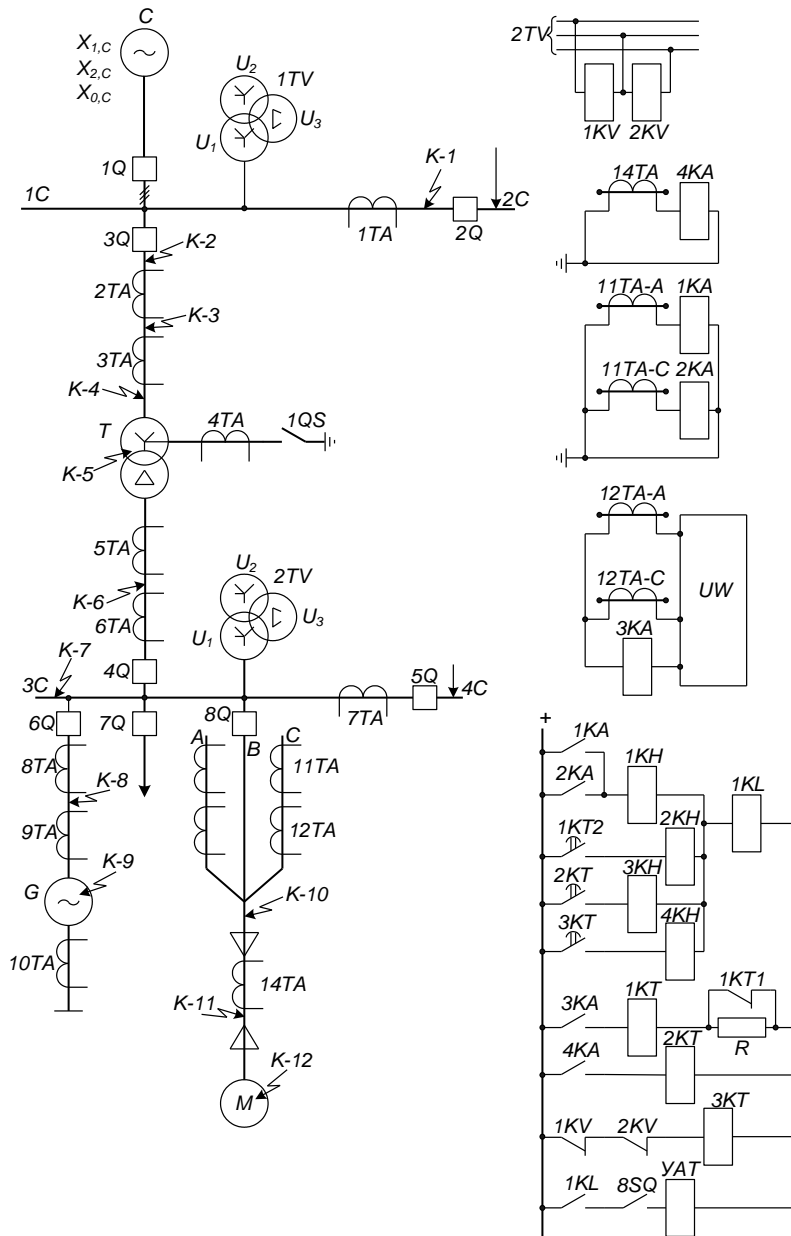 C
X1,C
X2,C
X0,C
U2
1TV
U1
U3
1Q
1C
K-1
2C
1TA
2Q
3Q
K-2
2TA
K-3
3TA
K-4
T
4TA
1QS
K-5
5TA
K-6
6TA
U2
2TV
U1
U3
K-7
4Q
3C
5Q
4C
7TA
6Q
7Q
8Q
A
B
C
8TA
11TA
K-8
9TA
12TA
K-9
G
K-10
10TA
14TA
K-11
K-12
M
2TV
1KV
2KV
14TA
4KA
11TA-A
1KA
11TA-C
2KA
12TA-A
12TA-C
UW
3KA
+
1KA
1KH
2KA
1KL
2KH
1KT2
3KH
2KT
4KH
3KT
1KT
1KT1
3KA
R
2KT
4KA
3KT
1KV
2KV
УАТ
1KL
8SQ